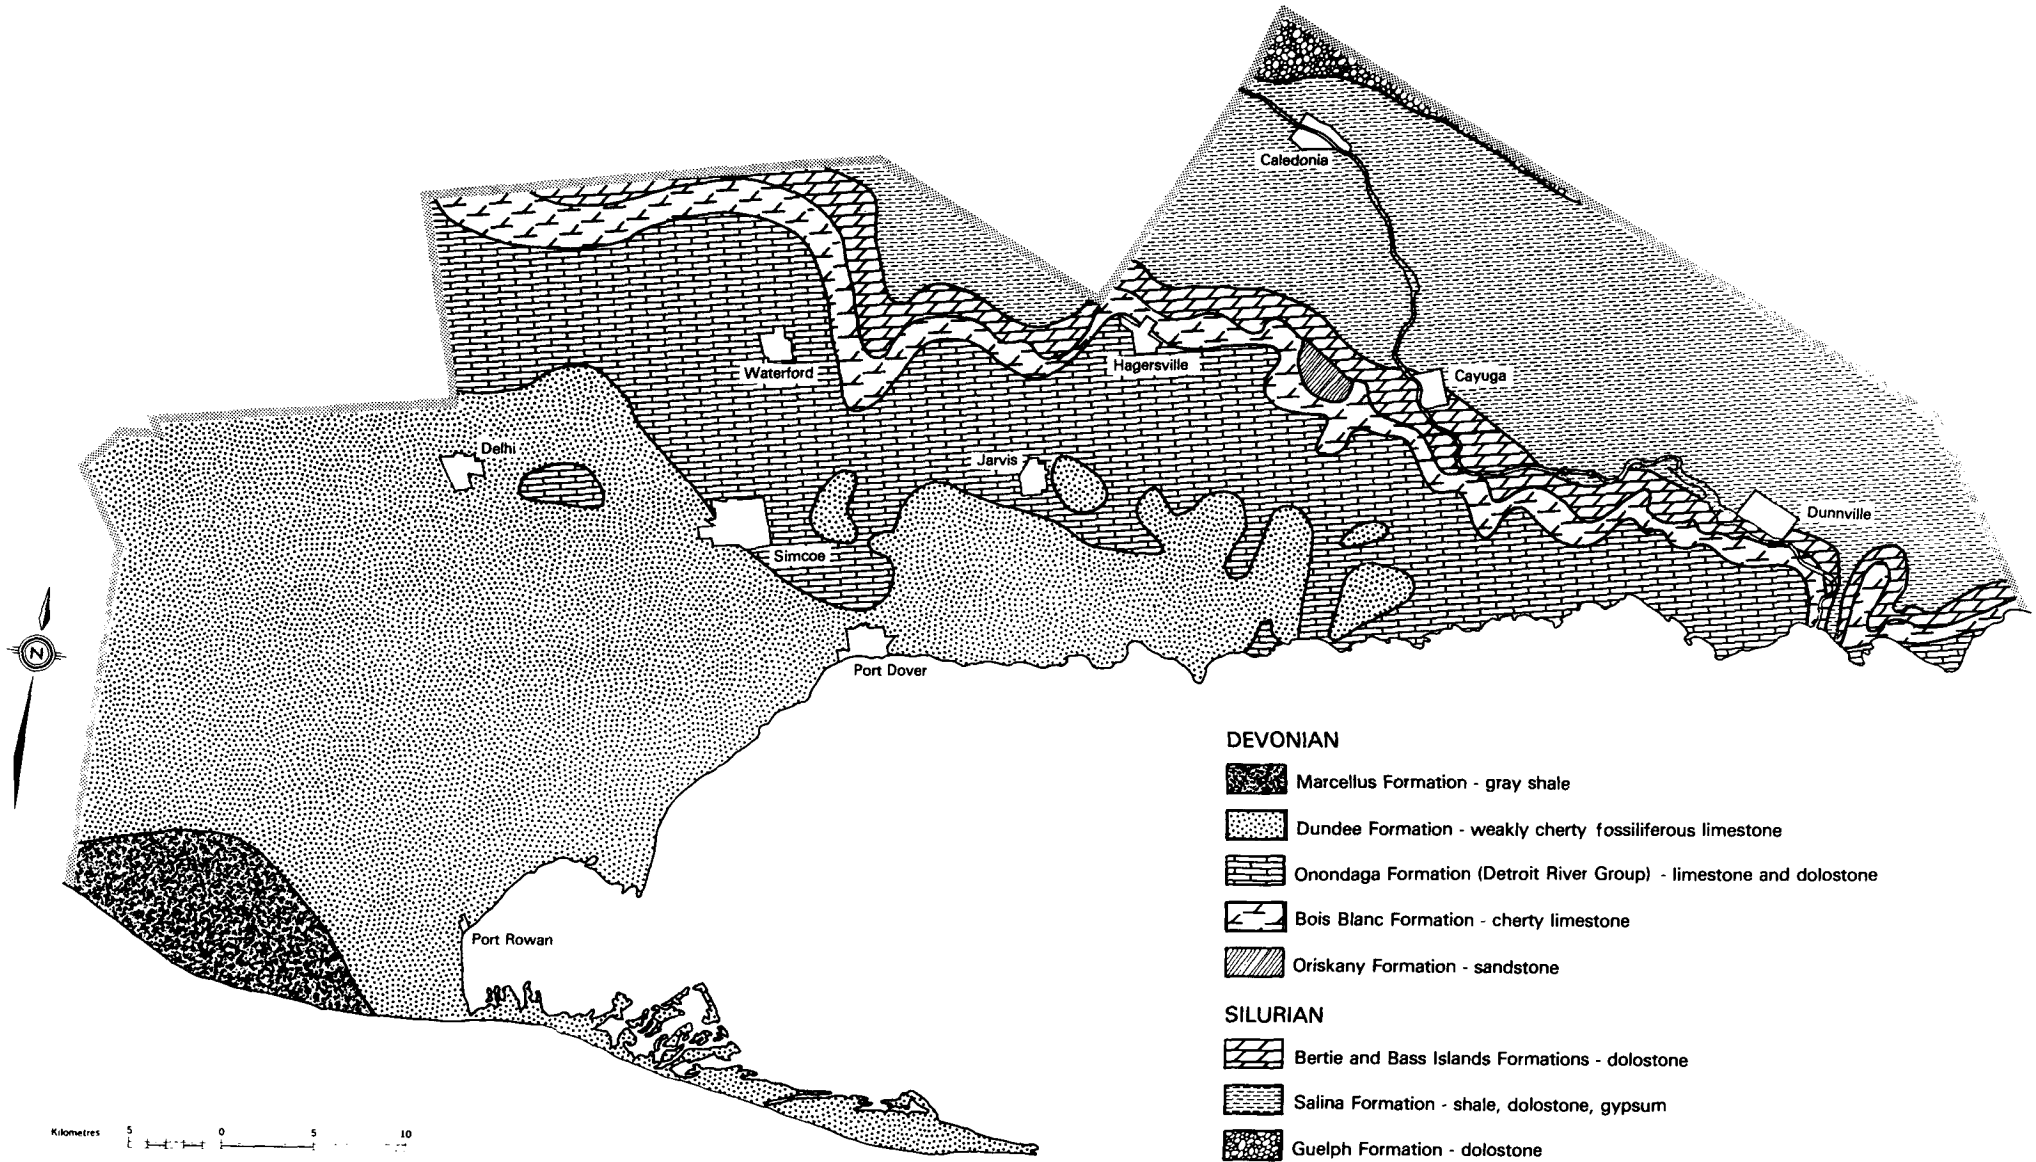 Caledonia
Waterford
Hagersville
Cayuga
Delhi
Jarvis
Dunnville
Simcoe
N
Port Dover
Port Rowan
DEVONIAN
Marcellus Formation - gray shale
Dundee Formation - weakly cherty fossiliferous limestone
Onondaga Formation (Detroit River Group) - limestone and dolostone
Bois Blanc Formation - cherty limestone
Oriskany Formation - sandstone
SILURIAN
Bertie and Bass Islands Formations - dolostone
Salina Formation - shale, dolostone, gypsum
Guelph Formation - dolostone
Kilometres 5 0 5 10